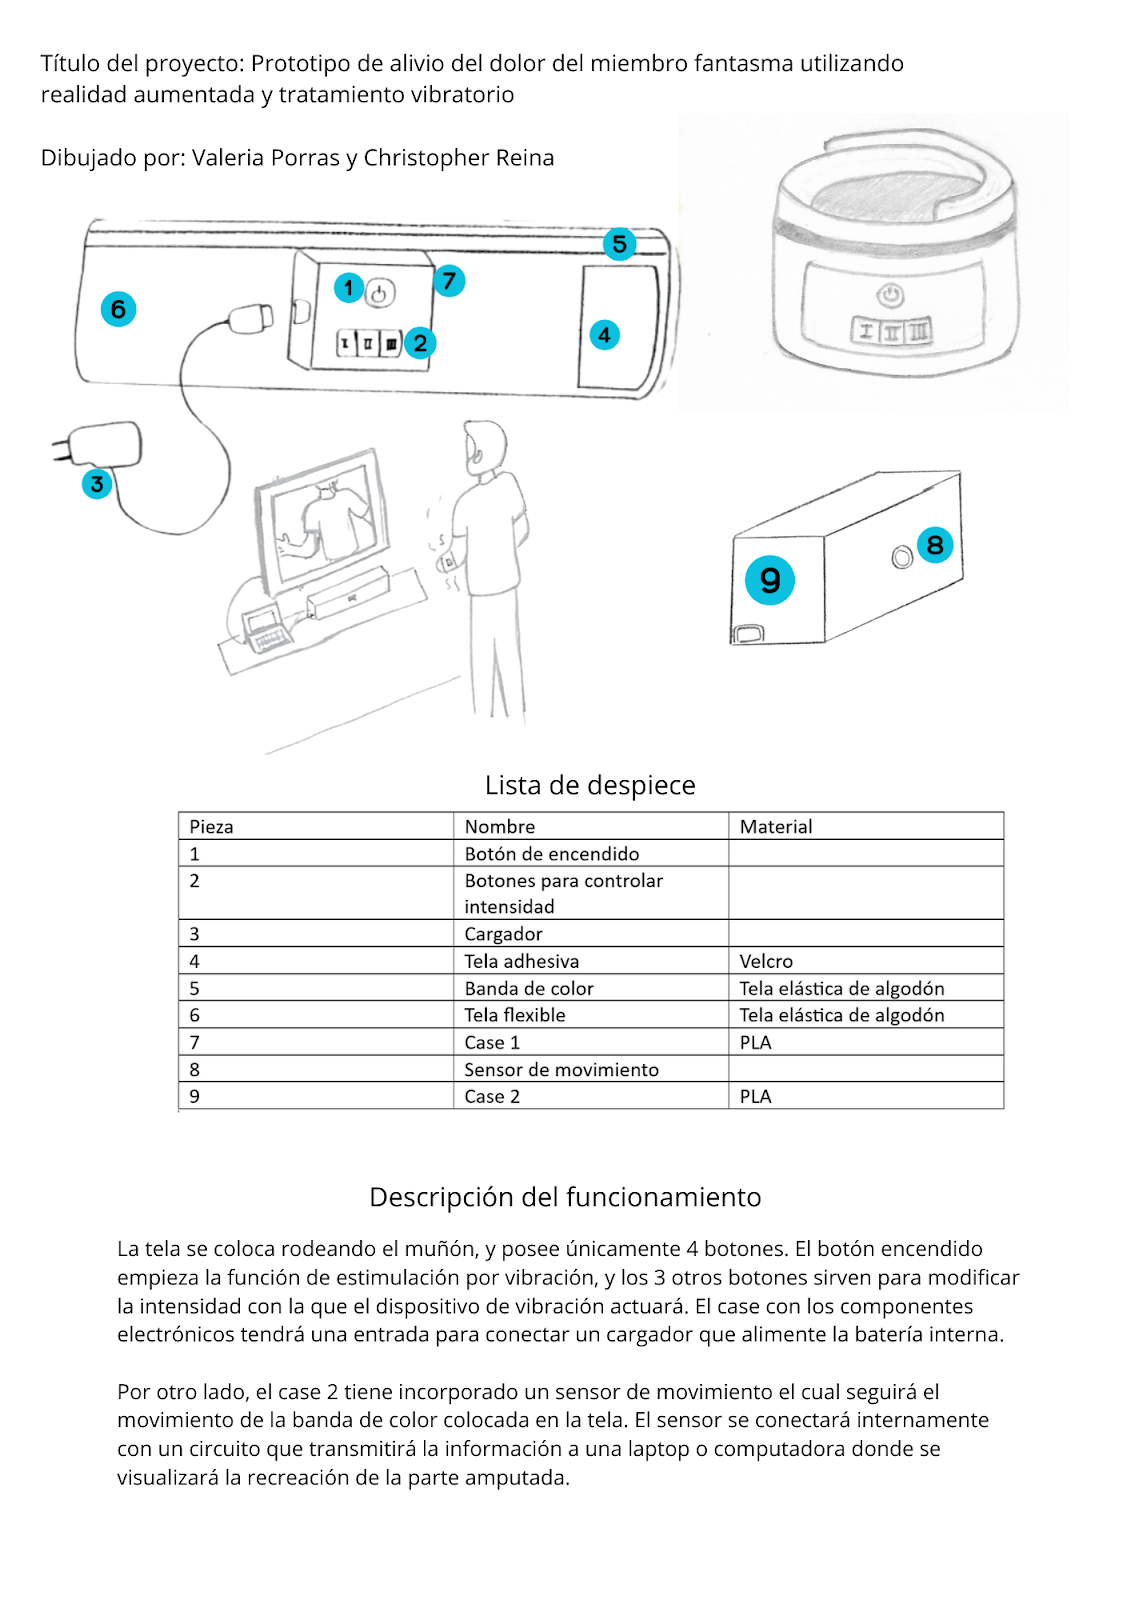 Título del proyecto: Prototipo de alivio del dolor del miembro fantasma utilizando
realidad aumentada y tratamiento vibratorio
Dibujado por: Valeria Porras y Christopher Reina
5
1
7
6
I II III
2
4
I II III
3
8
9
Lista de despiece
Pieza Nombre Material
1 Botón de encendido
2 Botones para controlar
intensidad
3 Cargador
4 Tela adhesiva Velcro
5 Banda de color Tela elástica de algodón
6 Tela flexible Tela elástica de algodón
7 Case 1 PLA
8 Sensor de movimiento
9 Case 2 PLA
Descripción del funcionamiento
La tela se coloca rodeando el muñón, y posee únicamente 4 botones. El botón encendido
empieza la función de estimulación por vibración, y los 3 otros botones sirven para modificar
la intensidad con la que el dispositivo de vibración actuará. El case con los componentes
electrónicos tendrá una entrada para conectar un cargador que alimente la batería interna.
Por otro lado, el case 2 tiene incorporado un sensor de movimiento el cual seguirá el
movimiento de la banda de color colocada en la tela. El sensor se conectará internamente
con un circuito que transmitirá la información a una laptop o computadora donde se
visualizará la recreación de la parte amputada.